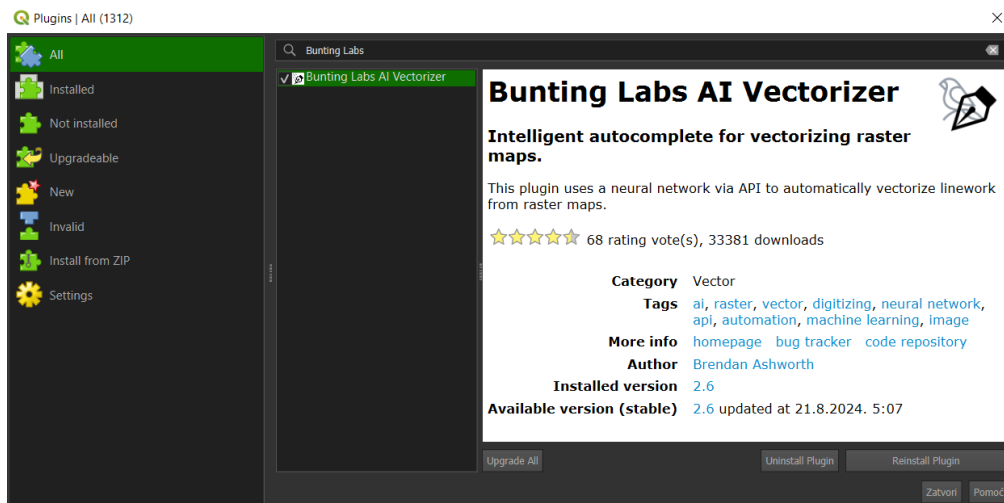 Plugins | All (1312)
All
Installed
Not installed
Upgradeable
New
Invalid
Install from ZIP
Settings
Bunting Labs
Bunting Labs AI Vectorizer
Bunting Labs AI Vectorizer
Intelligent autocomplete for vectorizing raster
maps.
This plugin uses a neural network via API to automatically vectorize linework
from raster maps.
68 rating vote(s), 33381 downloads
Category Vector
Tags ai, raster, vector, digitizing, neural network,
api, automation, machine learning, image
More info homepage bug tracker code repository
Author Brendan Ashworth
Installed version 2.6
Available version (stable) 2.6 updated at 21.8.2024. 5:07
Upgrade All
Uninstall Plugin
Reinstall Plugin
Zatvori
Pomoć